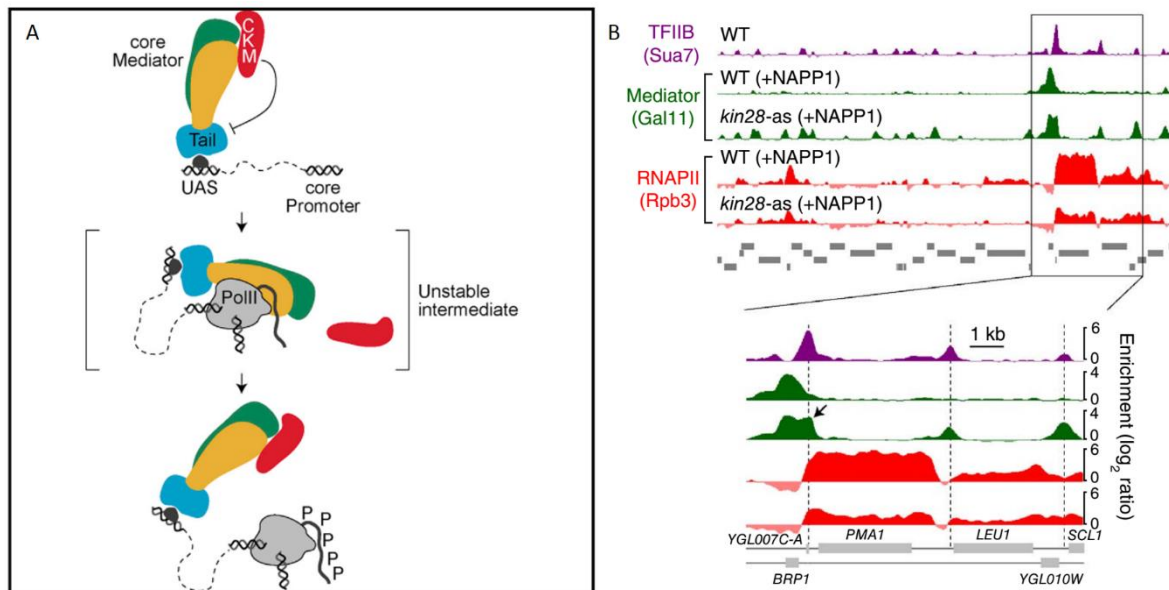 A
core
Mediator
CKM
Tail
UAS
core
Promoter
PolII
Unstable
intermediate
P
P
P
P
B
TFIIB
(Sua7)
WT
Mediator
(Gal11)
WT (+NAPP1)
kin28-as (+NAPP1)
RNAPII
(Rpb3)
WT (+NAPP1)
kin28-as (+NAPP1)
1 kb
6
0
4
0
4
0
6
0
6
0
Enrichment (log2 ratio)
YGL007C-A
PMA1
LEU1
SCL1
BRP1
YGL010W